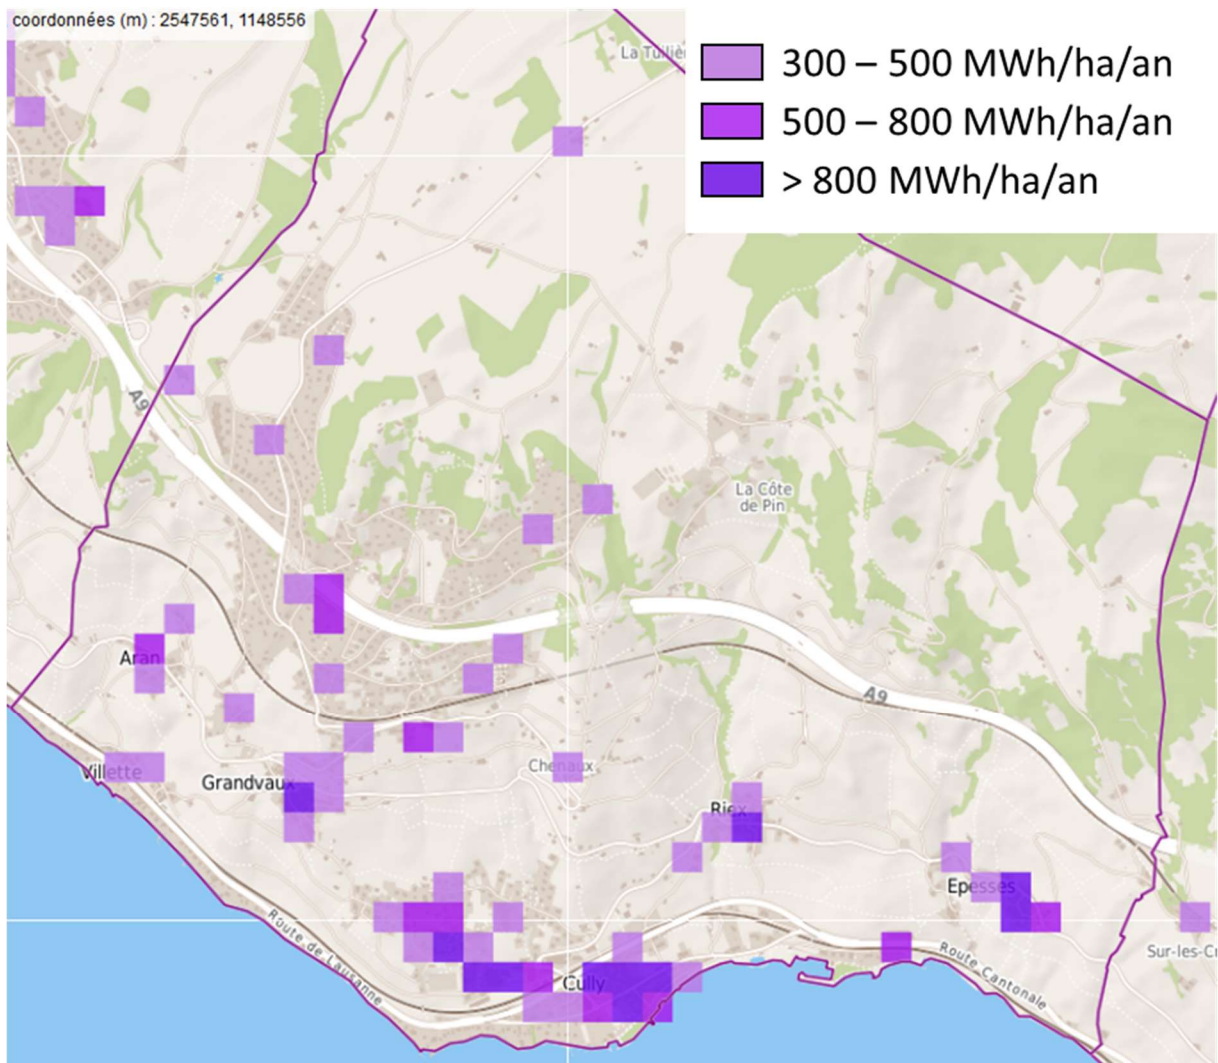 coordonnées (m) : 2547561, 1148556
300 – 500 MWh/ha/an
500 – 800 MWh/ha/an
> 800 MWh/ha/an
A9
La Côte
de Pin
Aran
A9
Villette
Grandvaux
Chenaux
Riex
Epesses
Route de Lausanne
Cully
Route Cantonale